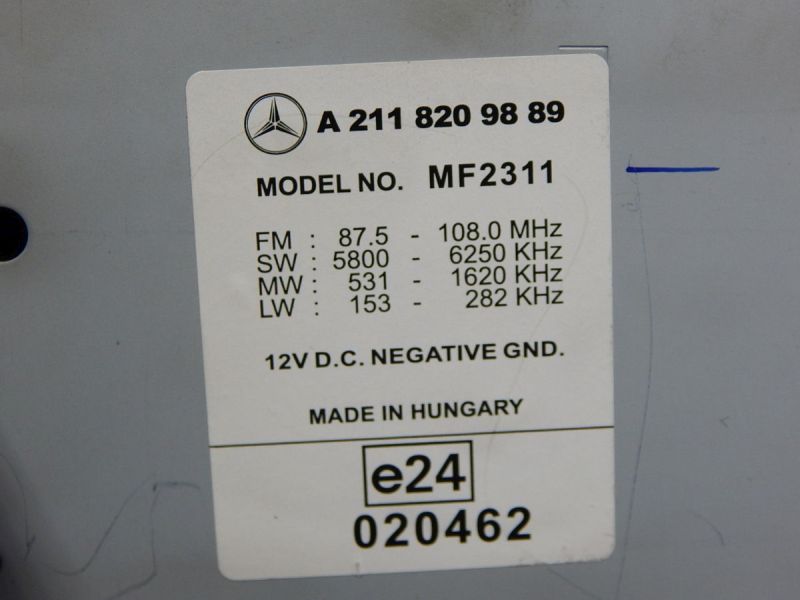 A 211 820 98 89
MODEL NO. MF2311
FM : 87.5 - 108.0 MHz
SW : 5800 - 6250 KHz
MW : 531 - 1620 KHz
LW : 153 - 282 KHz
12V D.C. NEGATIVE GND.
MADE IN HUNGARY
e24
020462